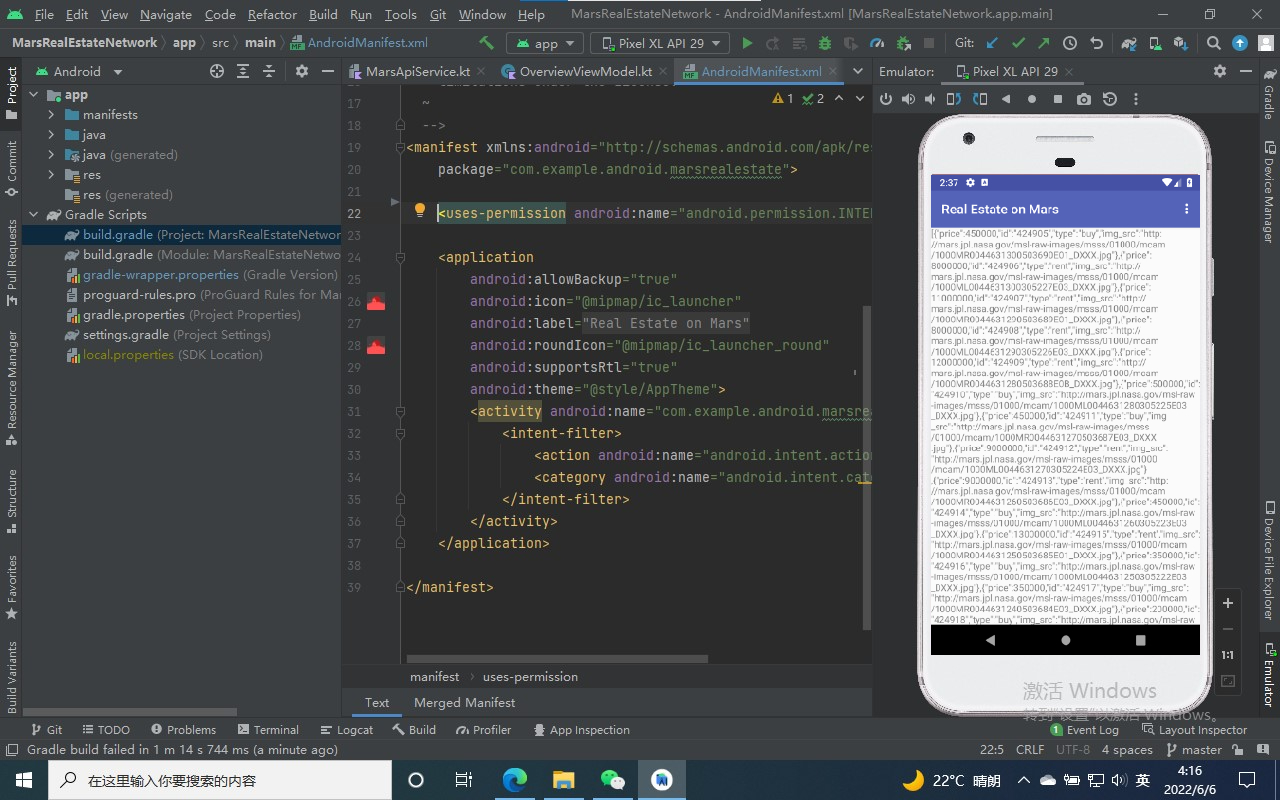 File Edit View Navigate Code Refactor Build Run Tools Git Window Help MarsRealEstateNetwork - AndroidManifest.xml [MarsRealEstateNetwork.app.main]
MarsRealEstateNetwork app src main AndroidManifest.xml app Pixel XL API 29 Git:
Android
MarsApiService.kt OverviewViewModel.kt AndroidManifest.xml
Emulator: Pixel XL API 29
Project
Commit
Pull Requests
Resource Manager
Structure
Favorites
Build Variants
app
manifests
java
java (generated)
res
res (generated)
Gradle Scripts
build.gradle (Project: MarsRealEstateNetwor
build.gradle (Module: MarsRealEstateNetwo
gradle-wrapper.properties (Gradle Version)
proguard-rules.pro (ProGuard Rules for Ma
gradle.properties (Project Properties)
settings.gradle (Project Settings)
local.properties (SDK Location)
1 2
17 ~
18 -->
19 <manifest xmlns:android="http://schemas.android.com/apk/res
20 package="com.example.android.marsrealestate">
21
22 <uses-permission android:name="android.permission.INTE
23
24 <application
25 android:allowBackup="true"
26 android:icon="@mipmap/ic_launcher"
27 android:label="Real Estate on Mars"
28 android:roundIcon="@mipmap/ic_launcher_round"
29 android:supportsRtl="true"
30 android:theme="@style/AppTheme">
31 <activity android:name="com.example.android.marsrea
32 <intent-filter>
33 <action android:name="android.intent.action
34 <category android:name="android.intent.cat
35 </intent-filter>
36 </activity>
37 </application>
38
39 </manifest>
manifest › uses-permission
Text Merged Manifest
2:37
Real Estate on Mars
[{"price":450000,"id":"424905","type":"buy","img_src":"http:
//mars.jpl.nasa.gov/msl-raw-images/msss/01000/mcam
/1000MR0044631300503690E01_DXXX.jpg"},{"price":
8000000,"id":"424906","type":"rent","img_src":"http://
mars.jpl.nasa.gov/msl-raw-images/msss/01000/mcam
/1000ML0044631300305227E03_DXXX.jpg"},{"price":
11000000,"id":"424907","type":"rent","img_src":"http://
mars.jpl.nasa.gov/msl-raw-images/msss/01000/mcam
/1000MR0044631290503689E01_DXXX.jpg"},{"price":
8000000,"id":"424908","type":"rent","img_src":"http://
mars.jpl.nasa.gov/msl-raw-images/msss/01000/mcam
/1000ML0044631290305226E03_DXXX.jpg"},{"price":
12000000,"id":"424909","type":"rent","img_src":"http://
mars.jpl.nasa.gov/msl-raw-images/msss/01000/mcam
/1000MR0044631280503688E0B_DXXX.jpg"},{"price":500000,"id":
"424910","type":"buy","img_src":"http://mars.jpl.nasa.gov/msl-raw
-images/msss/01000/mcam/1000ML0044631280305225E03
_DXXX.jpg"},{"price":450000,"id":"424911","type":"buy","img
_src":"http://mars.jpl.nasa.gov/msl-raw-images/msss
/01000/mcam/1000MR0044631270503687E03_DXXX
.jpg"},{"price":9000000,"id":"424912","type":"rent","img_src":
"http://mars.jpl.nasa.gov/msl-raw-images/msss/01000
/mcam/1000ML0044631270305224E03_DXXX.jpg"}
,{"price":9000000,"id":"424913","type":"rent","img_src":"http:
//mars.jpl.nasa.gov/msl-raw-images/msss/01000/mcam
/1000MR0044631260503686E03_DXXX.jpg"},{"price":450000,"id":
"424914","type":"buy","img_src":"http://mars.jpl.nasa.gov/msl-raw
-images/msss/01000/mcam/1000ML0044631260305223E03
_DXXX.jpg"},{"price":13000000,"id":"424915","type":"rent","img_src":
"http://mars.jpl.nasa.gov/msl-raw-images/msss/01000/mcam
/1000MR0044631250503685E01_DXXX.jpg"},{"price":350000,"id":
"424916","type":"buy","img_src":"http://mars.jpl.nasa.gov/msl-raw
-images/msss/01000/mcam/1000ML0044631250305222E03
_DXXX.jpg"},{"price":350000,"id":"424917","type":"buy","img_src":
"http://mars.jpl.nasa.gov/msl-raw-images/msss/01000/mcam
/1000MR0044631240503684E03_DXXX.jpg"},{"price":200000,"id":
"424918","type":"buy","img_src":"http://mars.jpl.nasa.gov/msl-raw
1:1
Gradle
Device Manager
Device File Explorer
Emulator
激活 Windows
转到"设置"以激活 Windows。
Git TODO Problems Terminal Logcat Build Profiler App Inspection 1 Event Log Layout Inspector
Gradle build failed in 1 m 14 s 744 ms (a minute ago) 22:5 CRLF UTF-8 4 spaces master
在这里输入你要搜索的内容
22°C 晴朗 英 4:16
2022/6/6